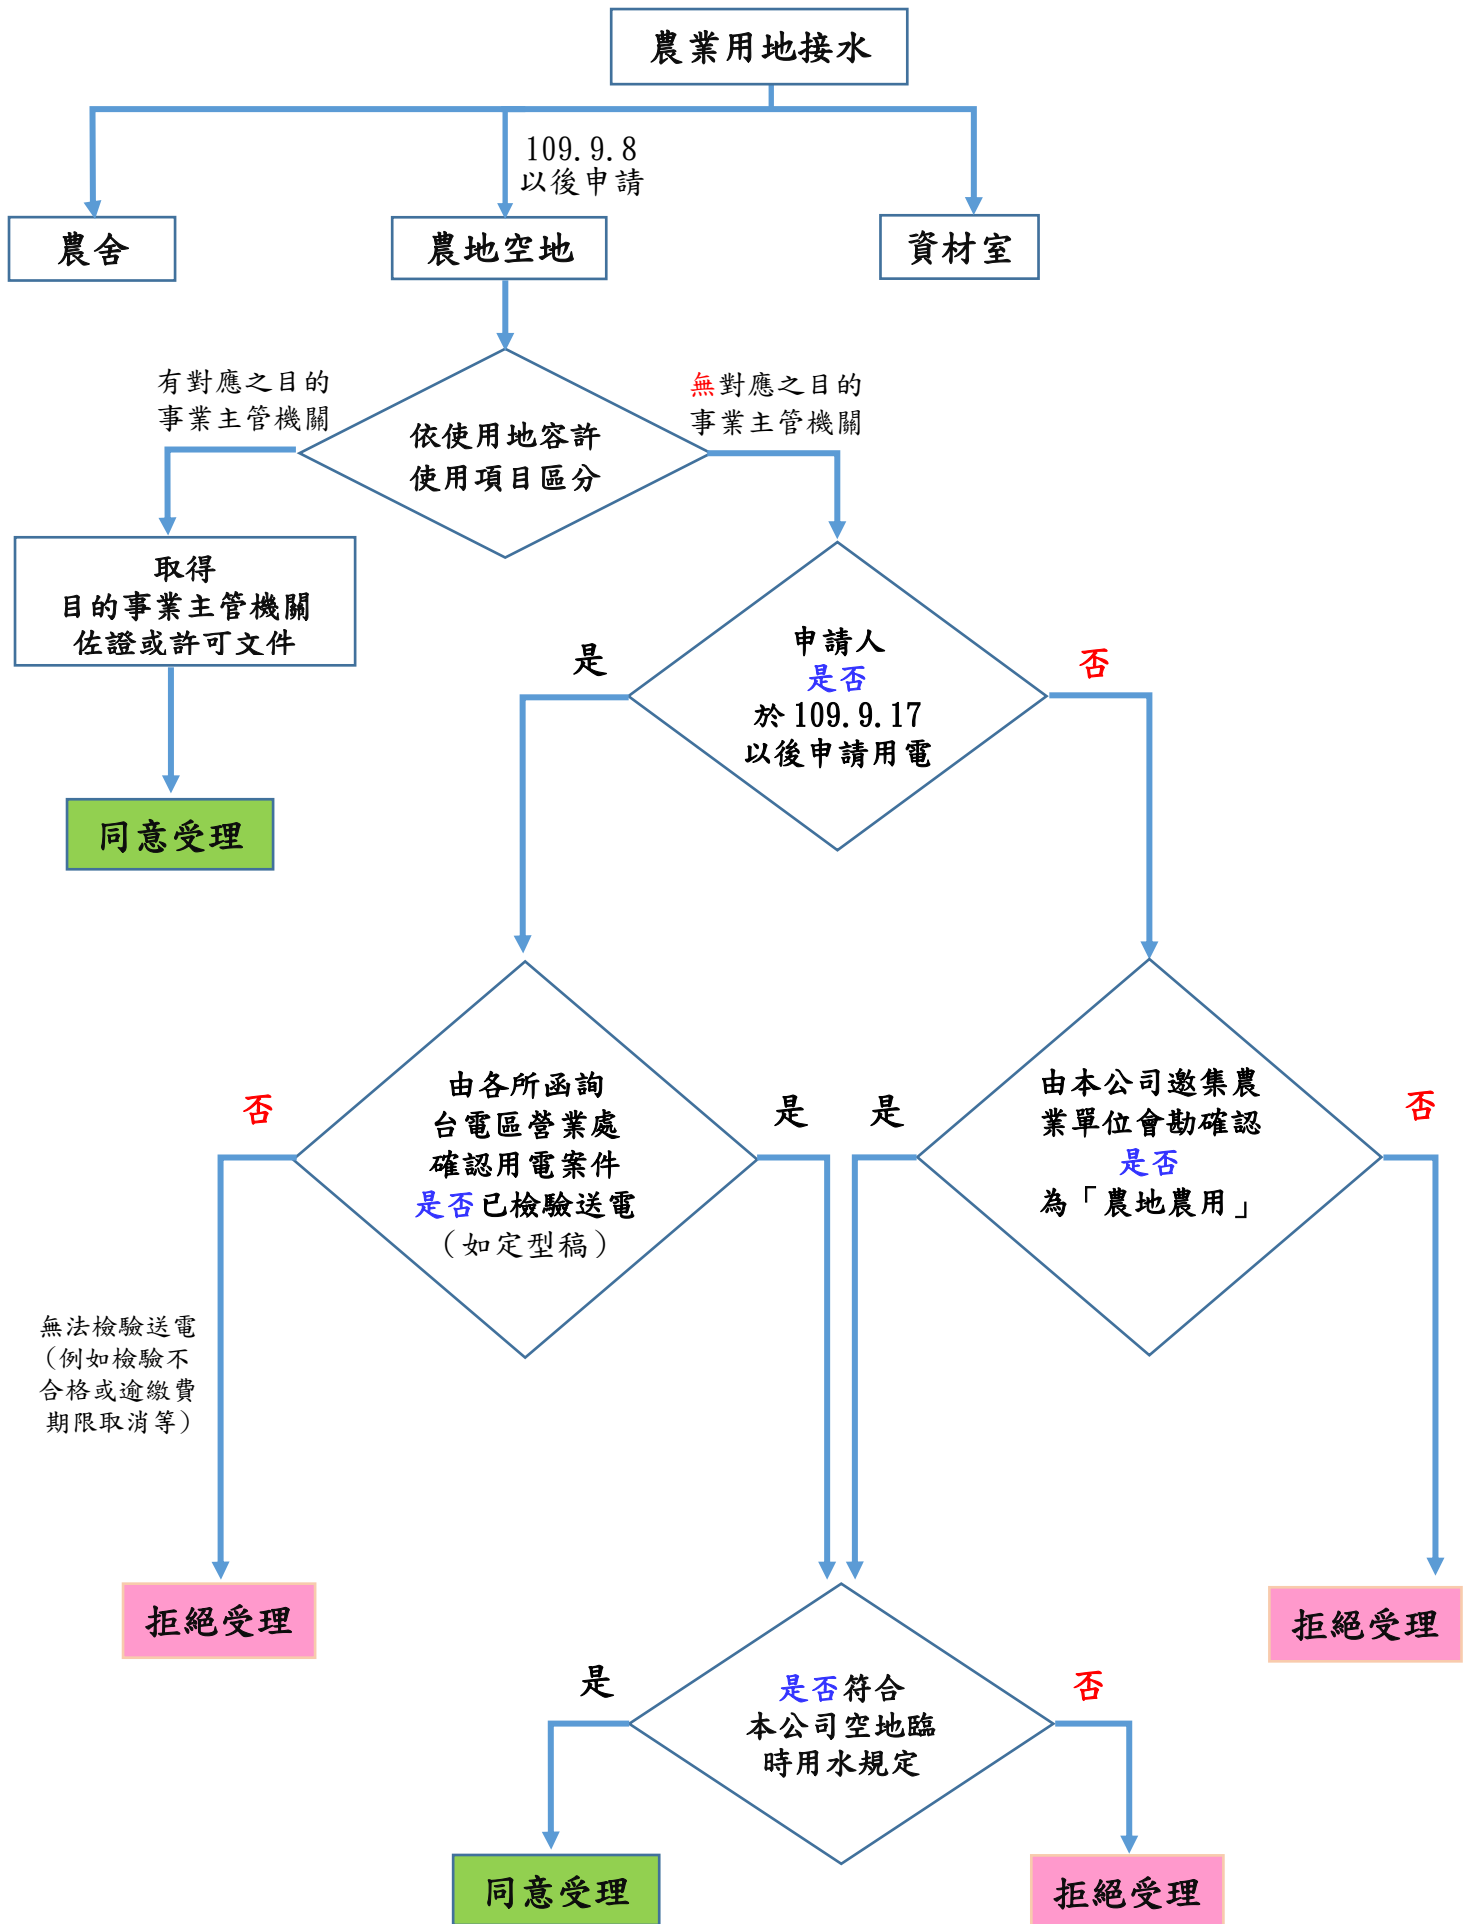 農業用地接水
109.9.8
以後申請
農舍
農地空地
資材室
有對應之目的
事業主管機關
無對應之目的
事業主管機關
依使用地容許
使用項目區分
取得
目的事業主管機關
佐證或許可文件
同意受理
是
申請人
是否
於109.9.17
以後申請用電
否
否
由各所函詢
台電區營業處
確認用電案件
是否已檢驗送電
（如定型稿）
是
是
由本公司邀集農
業單位會勘確認
是否
為「農地農用」
否
無法檢驗送電
（例如檢驗不
合格或逾繳費
期限取消等）
拒絕受理
拒絕受理
是
是否符合
本公司空地臨
時用水規定
否
同意受理
拒絕受理